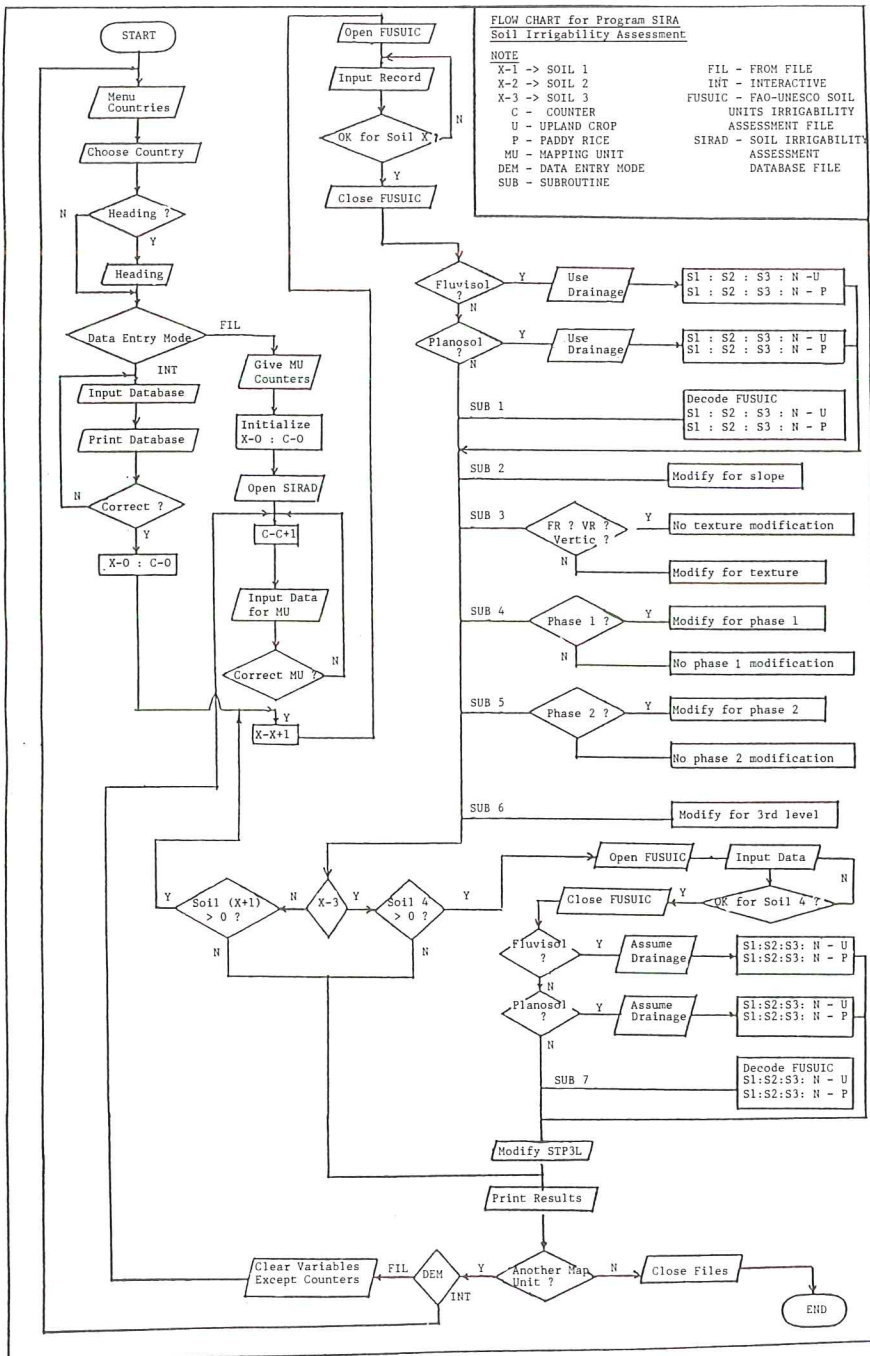 FLOW CHART for Program SIRA
Soil Irrigability Assessment
NOTE
X-1 -> SOIL 1
X-2 -> SOIL 2
X-3 -> SOIL 3
C - COUNTER
U - UPLAND CROP
P - PADDY RICE
MU - MAPPING UNIT
DEM - DATA ENTRY MODE
SUB - SUBROUTINE
FIL - FROM FILE
INT - INTERACTIVE
FUSUIC - FAO-UNESCO SOIL
UNITS IRRIGABILITY
ASSESSMENT FILE
SIRAD - SOIL IRRIGABILITY
ASSESSMENT
DATABASE FILE
START
Menu
Countries
Choose Country
N
Heading ?
Y
Heading
Data Entry Mode
FIL
INT
Input Database
Print Database
N
Correct ?
Y
X-0 : C-0
Give MU
Counters
Initialize
X-0 : C-0
Open SIRAD
C-C+1
Input Data
for MU
Correct MU ?
N
Y
X-X+1
Open FUSUIC
Input Record
N
OK for Soil X ?
Y
Close FUSUIC
Fluvisol
?
Y
Use
Drainage
S1 : S2 : S3 : N -U
S1 : S2 : S3 : N - P
N
Planosol
?
Y
Use
Drainage
S1 : S2 : S3 : N - U
S1 : S2 : S3 : N - P
N
SUB 1
Decode FUSUIC
S1 : S2 : S3 : N - U
S1 : S2 : S3 : N - P
SUB 2
Modify for slope
SUB 3
FR ? VR ?
Vertic ?
Y
No texture modification
N
Modify for texture
SUB 4
Phase 1 ?
Y
Modify for phase 1
N
No phase 1 modification
SUB 5
Phase 2 ?
Y
Modify for phase 2
No phase 2 modification
SUB 6
Modify for 3rd level
Y
Soil (X+1)
> 0 ?
N
X-3
Y
Soil 4
> 0 ?
Y
N
N
Open FUSUIC
Input Data
N
OK for Soil 4 ?
Y
Close FUSUIC
Fluvisol
?
Y
Assume
Drainage
S1:S2:S3: N - U
S1:S2:S3: N - P
N
Planosol
?
Y
Assume
Drainage
S1:S2:S3: N - U
S1:S2:S3: N - P
N
SUB 7
Decode FUSUIC
S1:S2:S3: N - U
S1:S2:S3: N - P
Modify STP3L
Print Results
Another Map
Unit ?
Y
N
DEM
FIL
INT
Clear Variables
Except Counters
Close Files
END